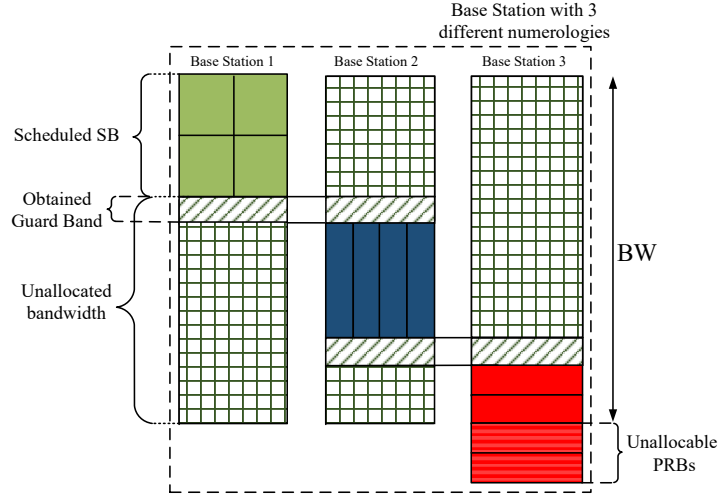 Base Station with 3
different numerologies
Base Station 1
Base Station 2
Base Station 3
Scheduled SB
Obtained
Guard Band
Unallocated
bandwidth
BW
Unallocable
PRBs